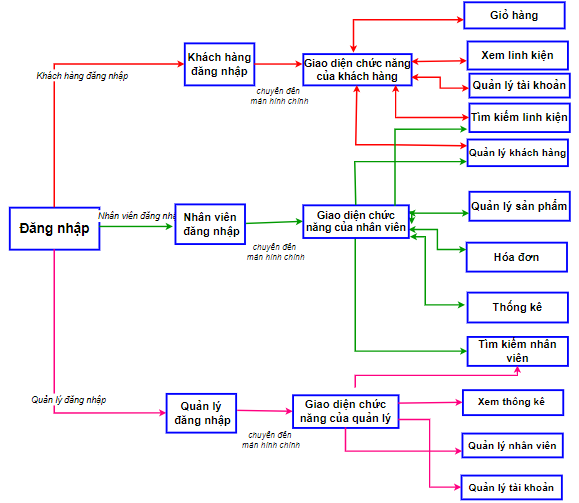 Giỏ hàng
Khách hàng
đăng nhập
Giao diện chức năng
của khách hàng
Xem linh kiện
Khách hàng đăng nhập
chuyển đến
màn hình chính
Quản lý tài khoản
Tìm kiếm linh kiện
Quản lý khách hàng
Đăng nhập
Nhân viên đăng nhậ
Nhân viên
đăng nhập
Giao diện chức
năng của nhân viên
Quản lý sản phẩm
chuyển đến
màn hình chính
Hóa đơn
Thống kê
Tìm kiếm nhân
viên
Quản lý đăng nhập
Quản lý
đăng nhập
Giao diện chức
năng của quản lý
Xem thống kê
chuyển đến
màn hình chính
Quản lý nhân viên
Quản lý tài khoản